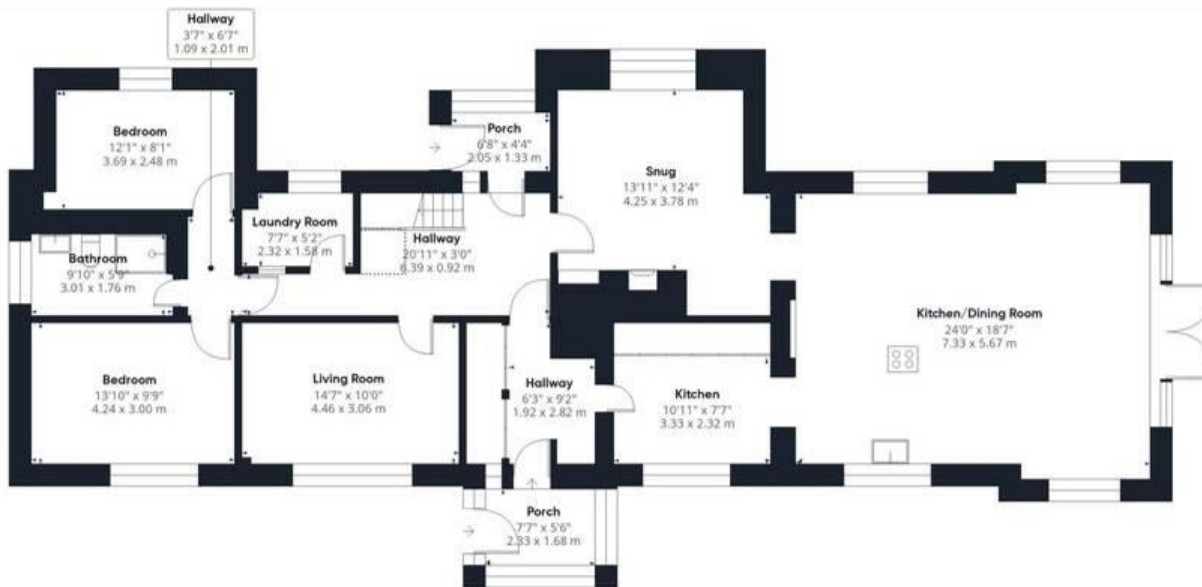 Hallway
3'7" x 6'7"
1.09 x 2.01 m
Bedroom
12'1" x 8'1"
3.69 x 2.48 m
Porch
6'8" x 4'4"
2.05 x 1.33 m
Snug
13'11" x 12'4"
4.25 x 3.78 m
Laundry Room
7'7" x 5'2"
2.32 x 1.58 m
Hallway
20'11" x 3'0"
6.39 x 0.92 m
Bathroom
9'10" x 5'9"
3.01 x 1.76 m
Kitchen/Dining Room
24'0" x 18'7"
7.33 x 5.67 m
Bedroom
13'10" x 9'9"
4.24 x 3.00 m
Living Room
14'7" x 10'0"
4.46 x 3.06 m
Hallway
6'3" x 9'2"
1.92 x 2.82 m
Kitchen
10'11" x 7'7"
3.33 x 2.32 m
Porch
7'7" x 5'6"
2.33 x 1.68 m